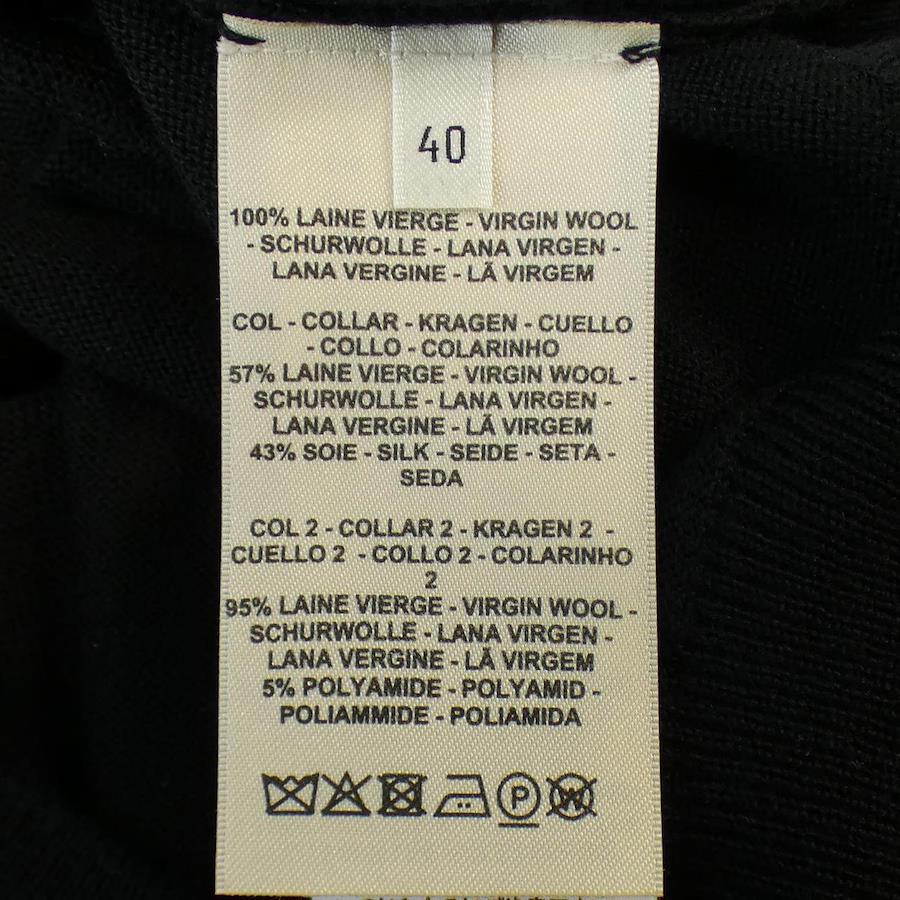 40
100% LAINE VIERGE - VIRGIN WOOL
- SCHURWOLLE - LANA VIRGEN -
LANA VERGINE - LÃ VIRGEM
COL - COLLAR - KRAGEN - CUELLO
- COLLO - COLARINHO
57% LAINE VIERGE - VIRGIN WOOL -
SCHURWOLLE - LANA VIRGEN -
LANA VERGINE - LÃ VIRGEM
43% SOIE - SILK - SEIDE - SETA -
SEDA
COL 2 - COLLAR 2 - KRAGEN 2 -
CUELLO 2 - COLLO 2 - COLARINHO
2
95% LAINE VIERGE - VIRGIN WOOL -
SCHURWOLLE - LANA VIRGEN -
LANA VERGINE - LÃ VIRGEM
5% POLYAMIDE - POLYAMID -
POLIAMMIDE - POLIAMIDA
P W